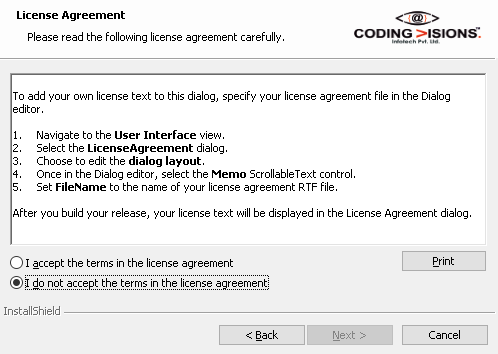 License Agreement
Please read the following license agreement carefully.
CODING VISIONS™
Infotech Pvt. Ltd.
To add your own license text to this dialog, specify your license agreement file in the Dialog
editor.
1. Navigate to the User Interface view.
2. Select the LicenseAgreement dialog.
3. Choose to edit the dialog layout.
4. Once in the Dialog editor, select the Memo ScrollableText control.
5. Set FileName to the name of your license agreement RTF file.
After you build your release, your license text will be displayed in the License Agreement dialog.
I accept the terms in the license agreement
Print
I do not accept the terms in the license agreement
InstallShield
< Back
Next >
Cancel